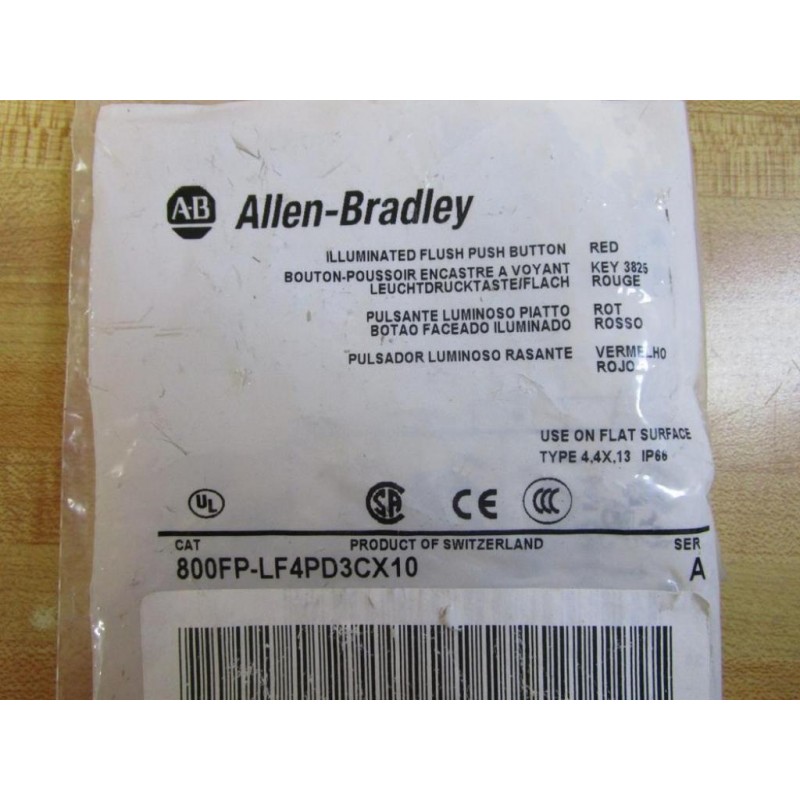 A-B Allen-Bradley
ILLUMINATED FLUSH PUSH BUTTON RED
KEY 3825
BOUTON-POUSSOIR ENCASTRE A VOYANT ROUGE
LEUCHTDRUCKTASTE/FLACH
ROT
PULSANTE LUMINOSO PIATTO ROSSO
BOTAO FACEADO ILUMINADO
VERMELHO
PULSADOR LUMINOSO RASANTE ROJO
USE ON FLAT SURFACE
TYPE 4,4X,13 IP66
UL SA CE CCC
CAT PRODUCT OF SWITZERLAND SER
800FP-LF4PD3CX10 A